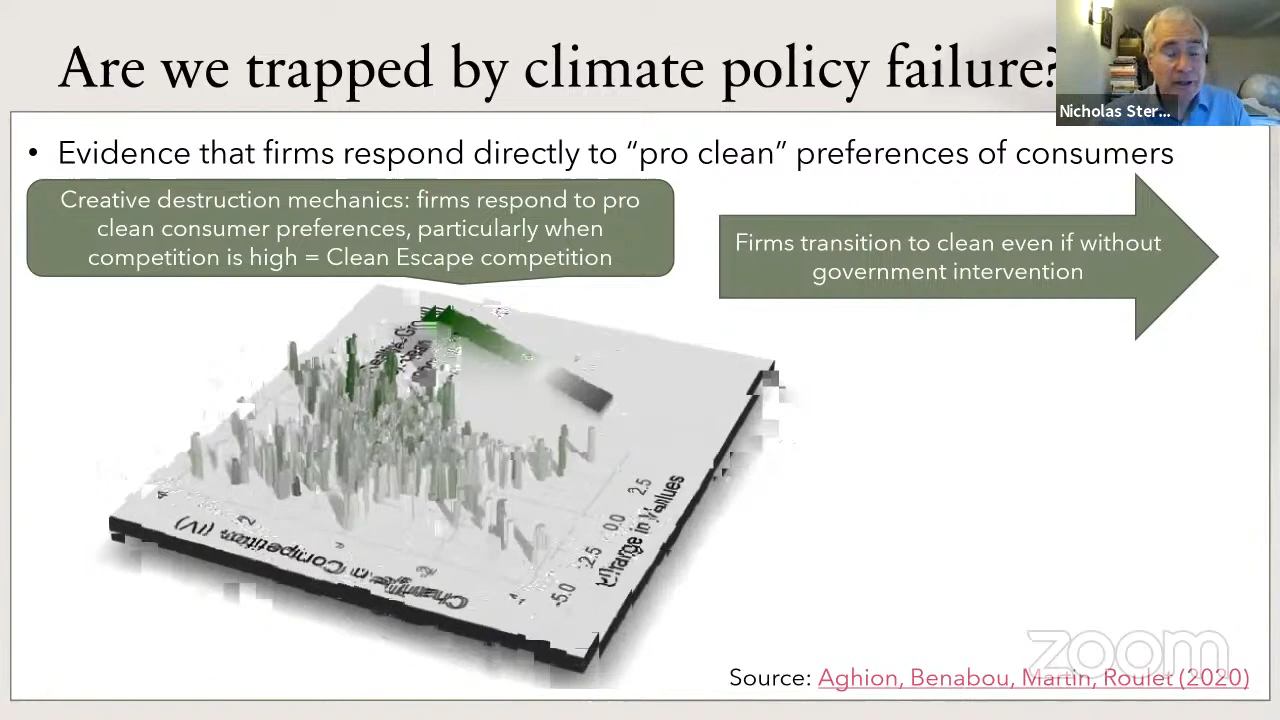 Are we trapped by climate policy failure?
Nicholas Ster...
• Evidence that firms respond directly to “pro clean” preferences of consumers
Creative destruction mechanics: firms respond to pro
clean consumer preferences, particularly when
competition is high = Clean Escape competition
Firms transition to clean even if without
government intervention
2.5
0.0
-2.5
-5.0
Change in Values
Competition (IV)
zoom
Source: Aghion, Benabou, Martin, Roulet (2020)